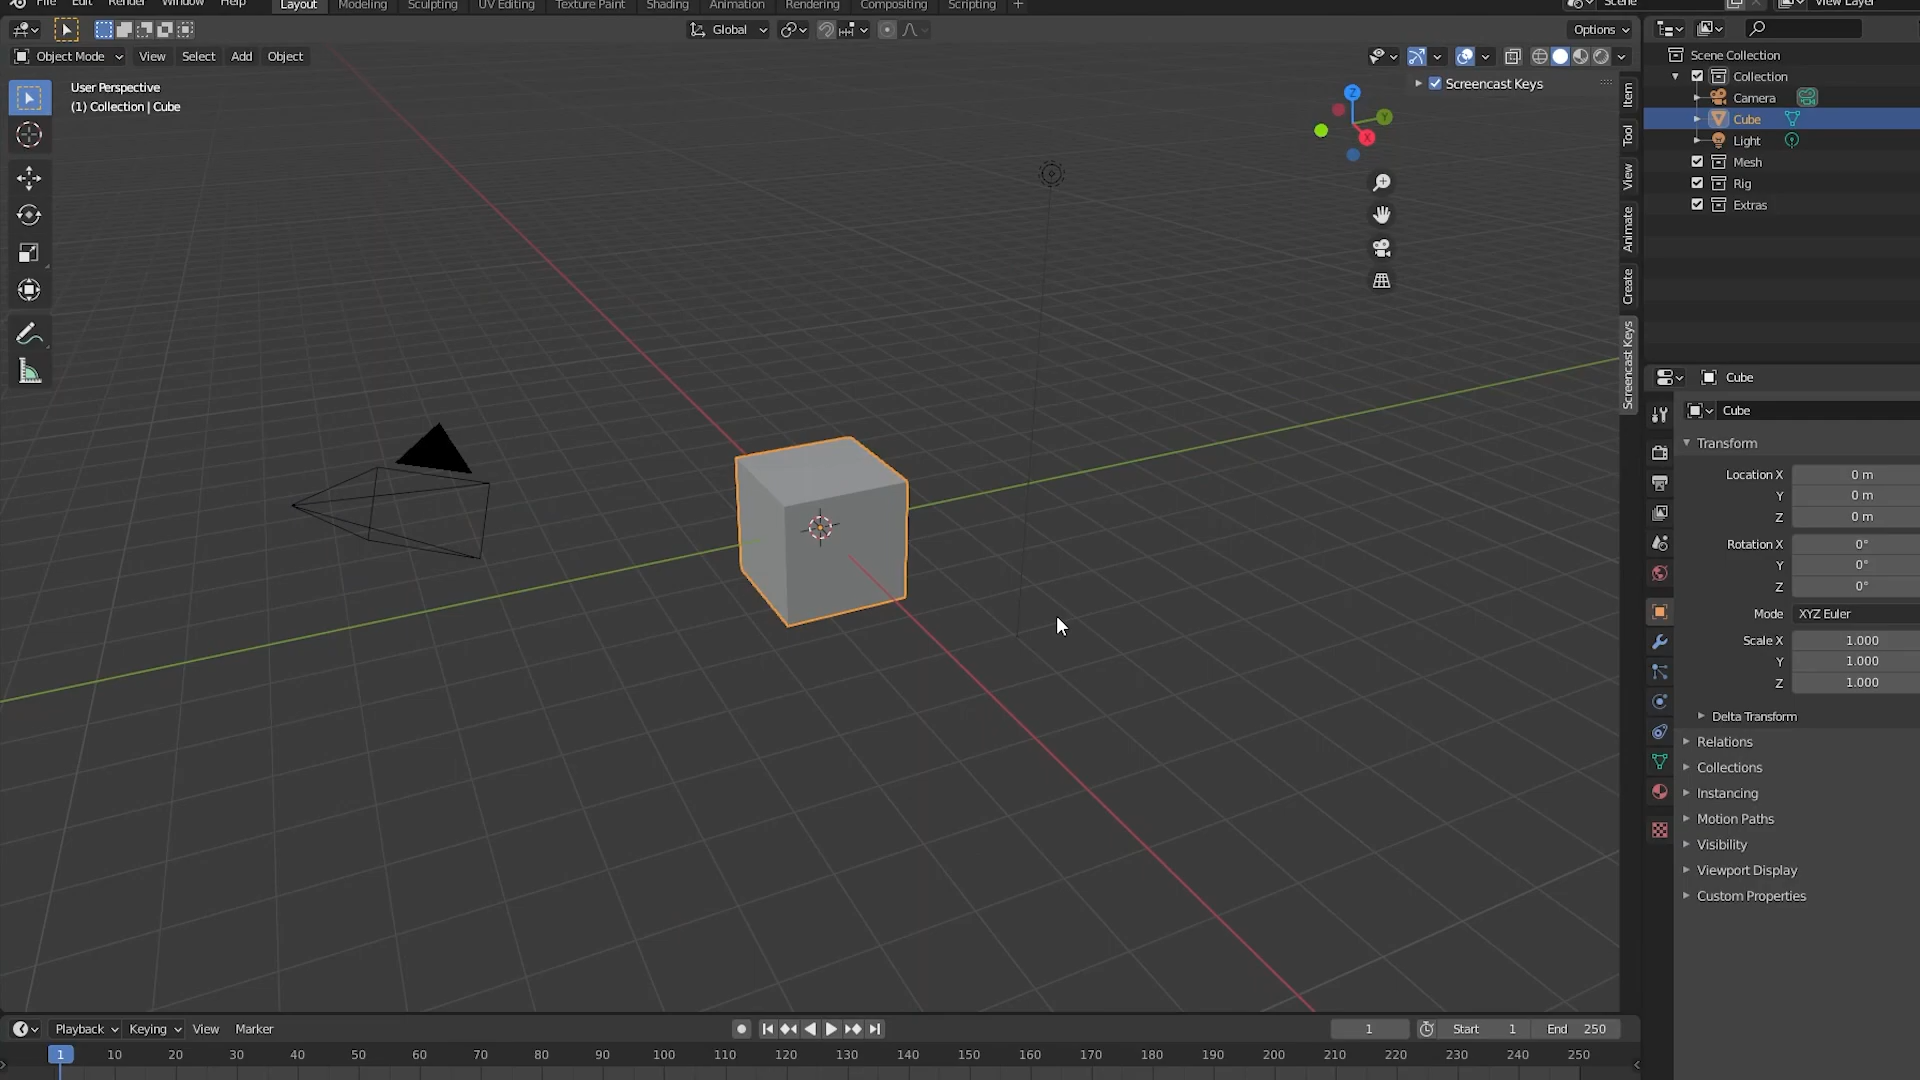 File Edit Render Window Help Layout Modeling Sculpting UV Editing Texture Paint Shading Animation Rendering Compositing Scripting + Scene View Layer
Global Options
Object Mode View Select Add Object
User Perspective
(1) Collection | Cube
Screencast Keys
Z
Y
X
Item
Tool
View
Animate
Create
Screencast Keys
Scene Collection
Collection
Camera
Cube
Light
Mesh
Rig
Extras
Cube
Cube
Transform
Location X 0 m
Y 0 m
Z 0 m
Rotation X 0°
Y 0°
Z 0°
Mode XYZ Euler
Scale X 1.000
Y 1.000
Z 1.000
Delta Transform
Relations
Collections
Instancing
Motion Paths
Visibility
Viewport Display
Custom Properties
Playback Keying View Marker 1 Start 1 End 250
1 10 20 30 40 50 60 70 80 90 100 110 120 130 140 150 160 170 180 190 200 210 220 230 240 250